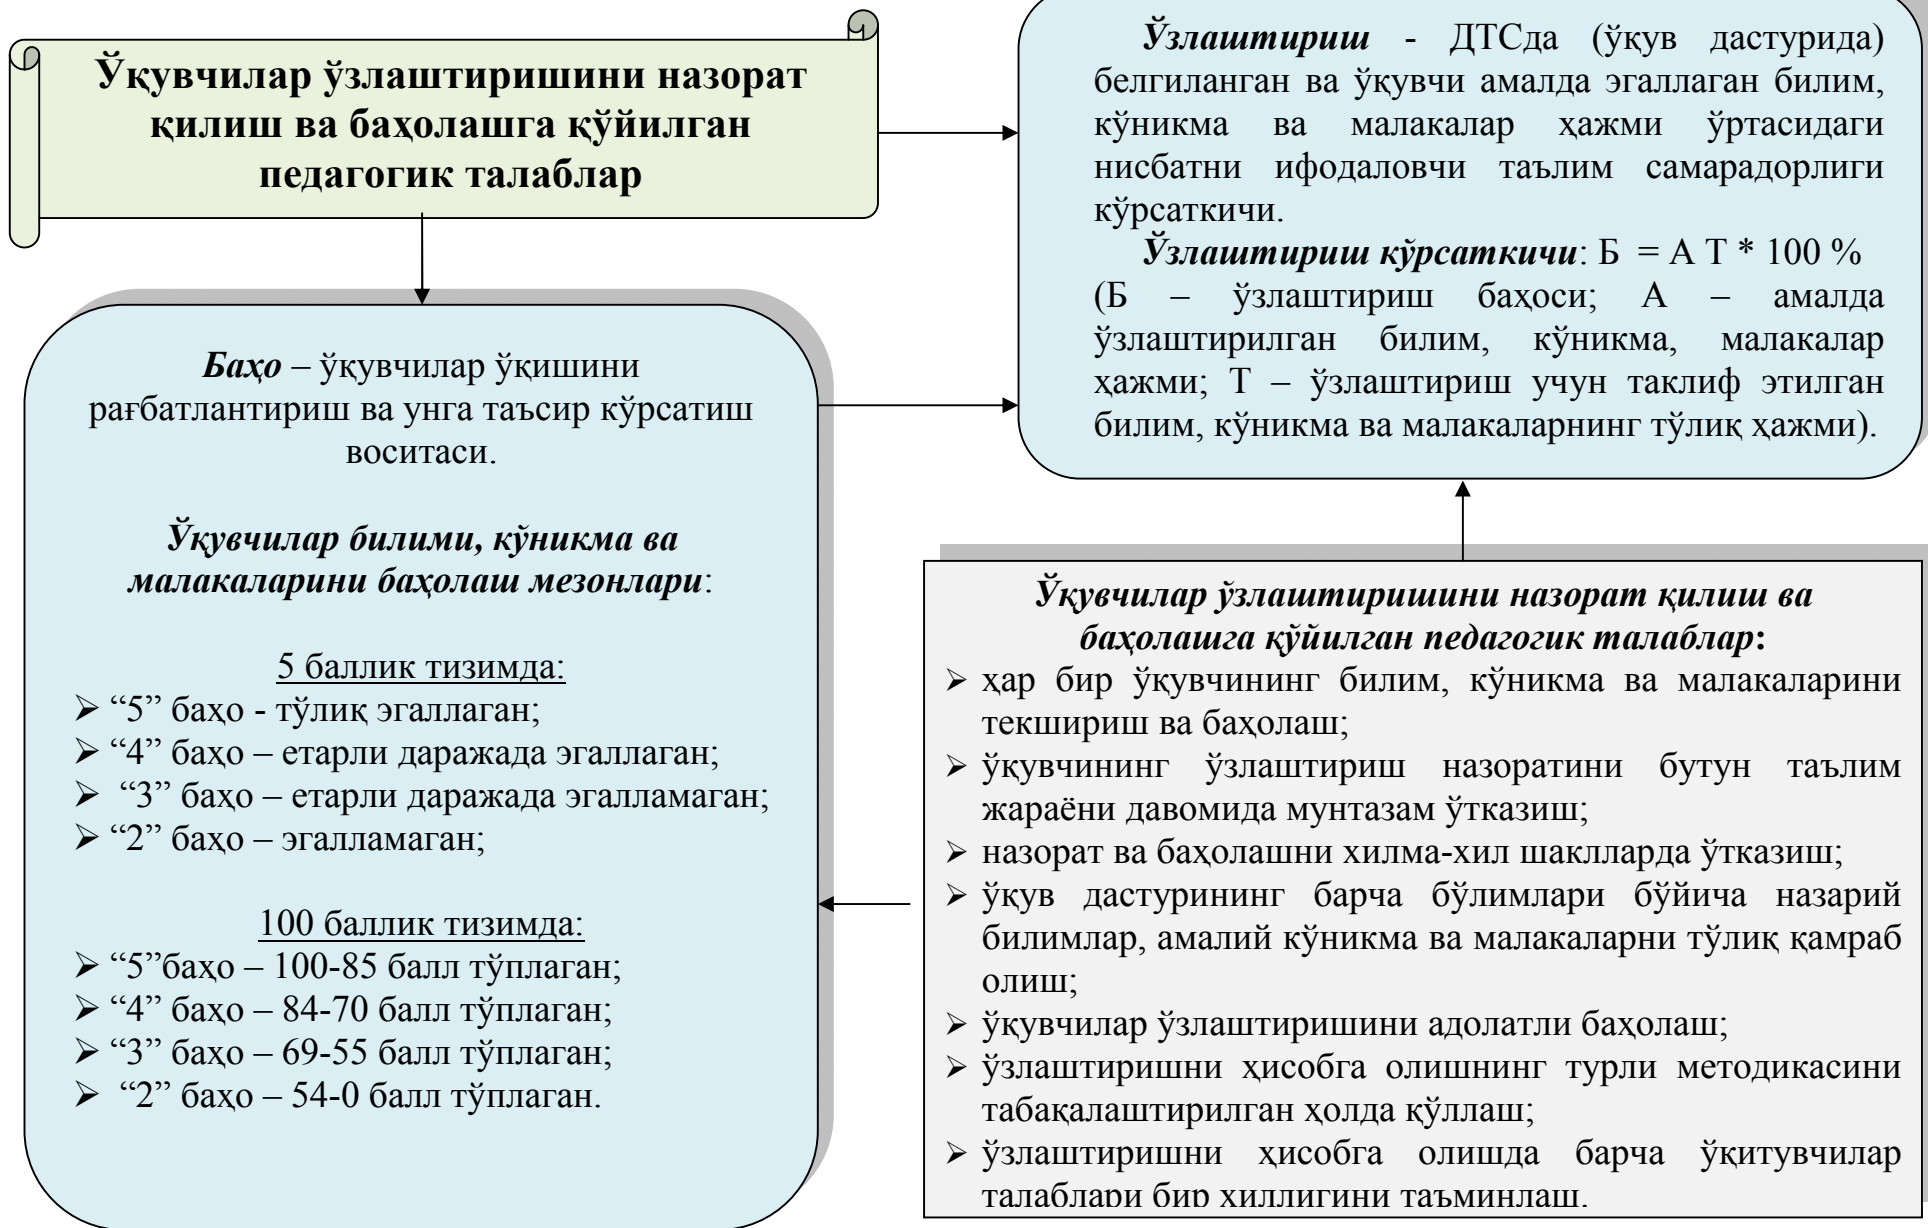 Ўқувчилар ўзлаштиришини назорат
қилиш ва баҳолашга қўйилган
педагогик талаблар
Ўзлаштириш - ДТСда (ўқув дастурида)
белгиланган ва ўқувчи амалда эгаллаган билим,
кўникма ва малакалар ҳажми ўртасидаги
нисбатни ифодаловчи таълим самарадорлиги
кўрсаткичи.
Ўзлаштириш кўрсаткичи: Б = А Т * 100 %
(Б – ўзлаштириш баҳоси; А – амалда
ўзлаштирилган билим, кўникма, малакалар
ҳажми; Т – ўзлаштириш учун таклиф этилган
билим, кўникма ва малакаларнинг тўлиқ ҳажми).
Баҳо – ўқувчилар ўқишини
рағбатлантириш ва унга таъсир кўрсатиш
воситаси.
Ўқувчилар билими, кўникма ва
малакаларини баҳолаш мезонлари:
5 баллик тизимда:
➢ “5” баҳо - тўлиқ эгаллаган;
➢ “4” баҳо – етарли даражада эгаллаган;
➢ “3” баҳо – етарли даражада эгалламаган;
➢ “2” баҳо – эгалламаган;
100 баллик тизимда:
➢ “5”баҳо – 100-85 балл тўплаган;
➢ “4” баҳо – 84-70 балл тўплаган;
➢ “3” баҳо – 69-55 балл тўплаган;
➢ “2” баҳо – 54-0 балл тўплаган.
Ўқувчилар ўзлаштиришини назорат қилиш ва
баҳолашга қўйилган педагогик талаблар:
➢ ҳар бир ўқувчининг билим, кўникма ва малакаларини
текшириш ва баҳолаш;
➢ ўқувчининг ўзлаштириш назоратини бутун таълим
жараёни давомида мунтазам ўтказиш;
➢ назорат ва баҳолашни хилма-хил шаклларда ўтказиш;
➢ ўқув дастурининг барча бўлимлари бўйича назарий
билимлар, амалий кўникма ва малакаларни тўлиқ қамраб
олиш;
➢ ўқувчилар ўзлаштиришини адолатли баҳолаш;
➢ ўзлаштиришни ҳисобга олишнинг турли методикасини
табақалаштирилган ҳолда қўллаш;
➢ ўзлаштиришни ҳисобга олишда барча ўқитувчилар
талаблари бир хиллигини таъминлаш.